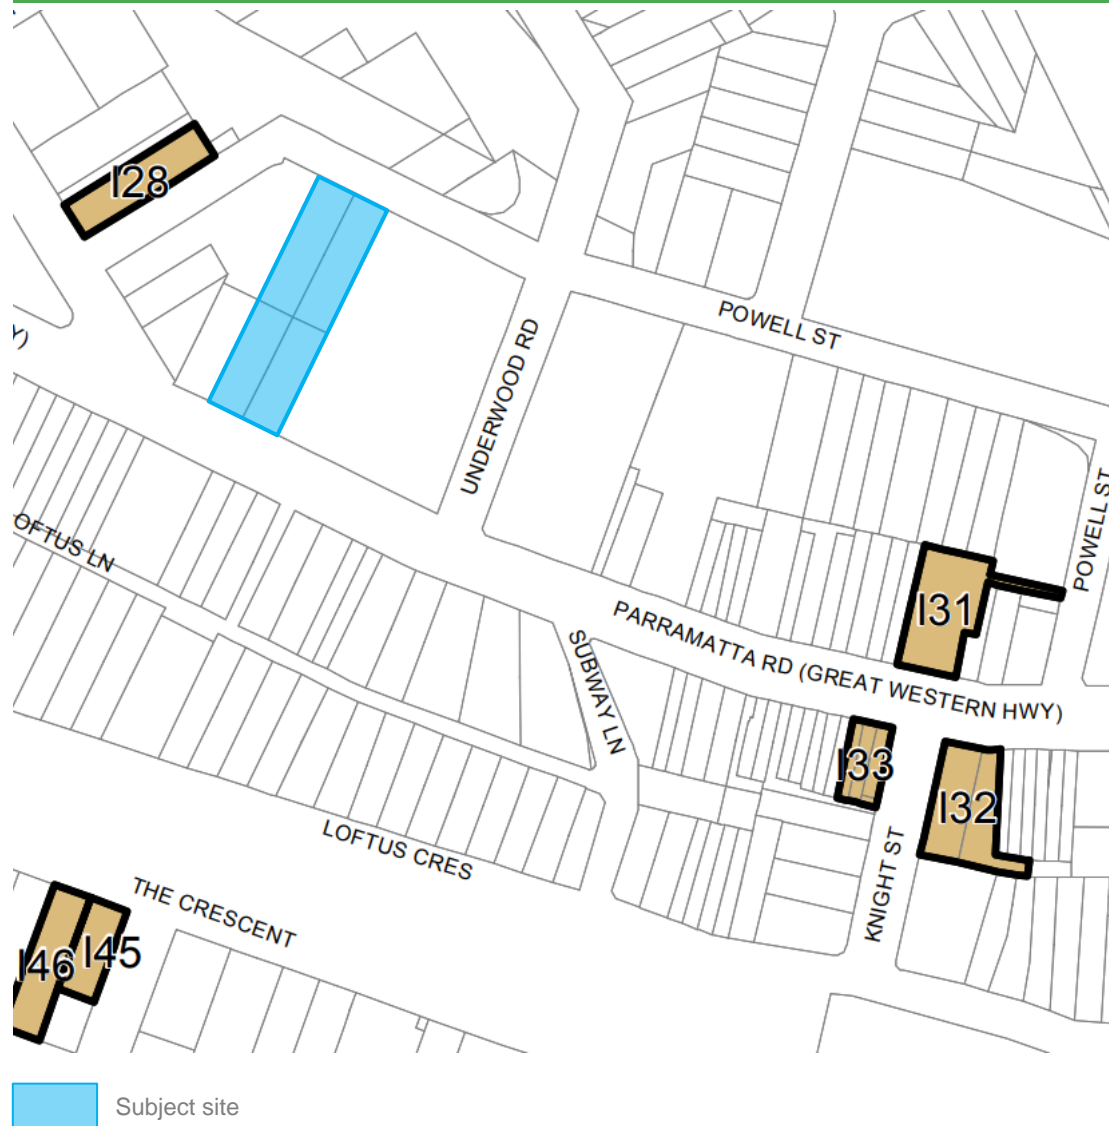 I28
POWELL ST
Y)
UNDERWOOD RD
POWELL ST
OFTUS LN
I31
PARRAMATTA RD (GREAT WESTERN HWY)
SUBWAY LN
I33
I32
LOFTUS CRES
KNIGHT ST
THE CRESCENT
I45
I46
Subject site